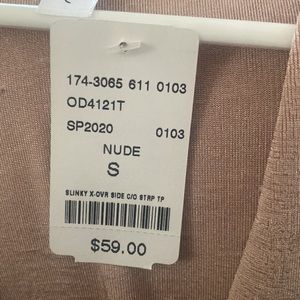 174-3065 611 0103
OD4121T
SP2020 0103
NUDE
S
SLINKY X-OVR SIDE C/O STRP TP
$59.00